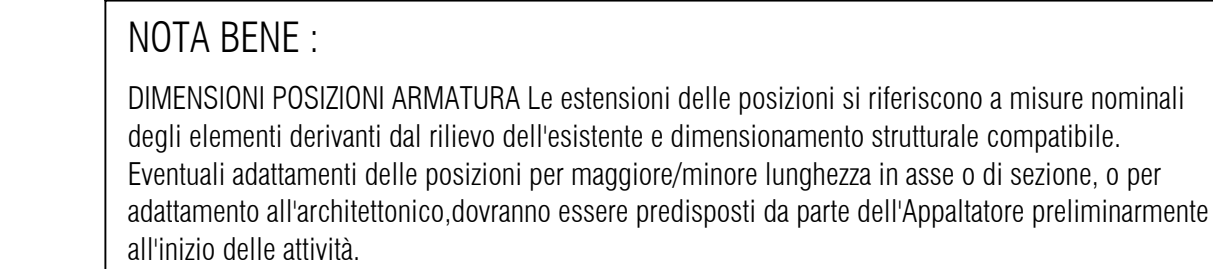 NOTA BENE :
DIMENSIONI POSIZIONI ARMATURA Le estensioni delle posizioni si riferiscono a misure nominali
degli elementi derivanti dal rilievo dell'esistente e dimensionamento strutturale compatibile.
Eventuali adattamenti delle posizioni per maggiore/minore lunghezza in asse o di sezione, o per
adattamento all'architettonico,dovranno essere predisposti da parte dell'Appaltatore preliminarmente
all'inizio delle attività.